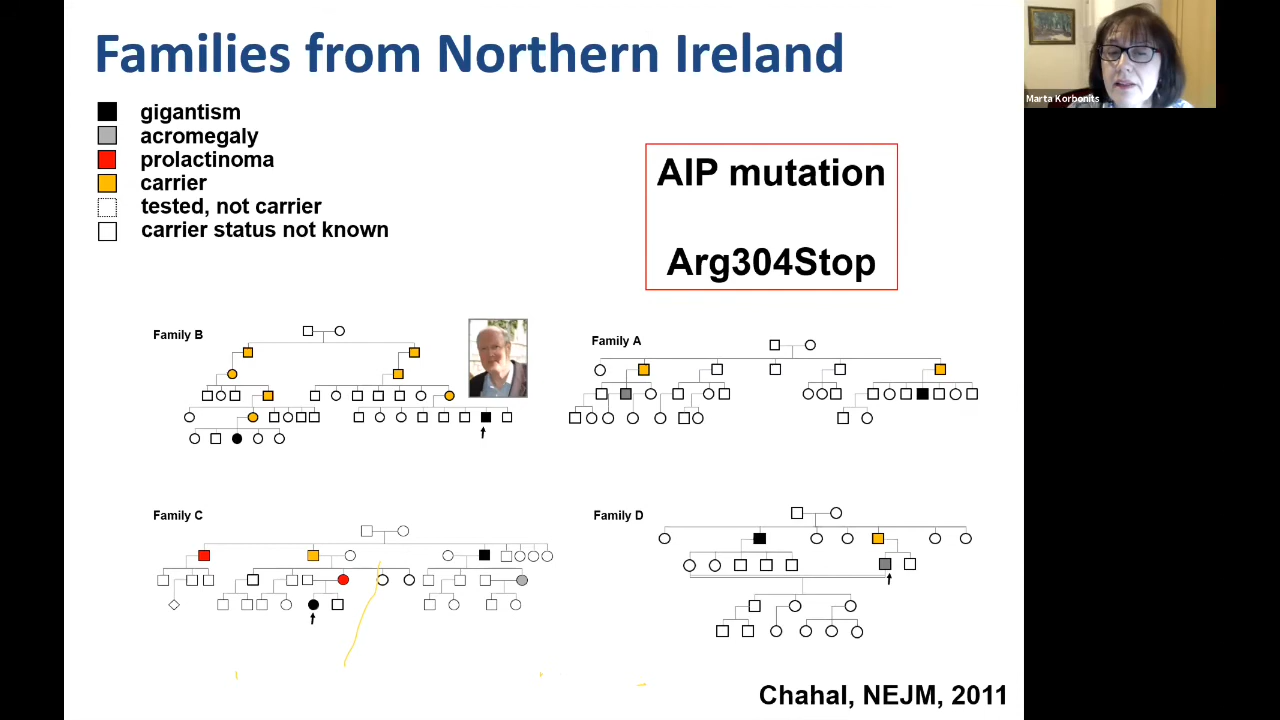 Families from Northern Ireland
gigantism
acromegaly
prolactinoma
carrier
tested, not carrier
carrier status not known
AIP mutation
Arg304Stop
Family B
Family A
Family C
Family D
Chahal, NEJM, 2011
Marta Korbonits